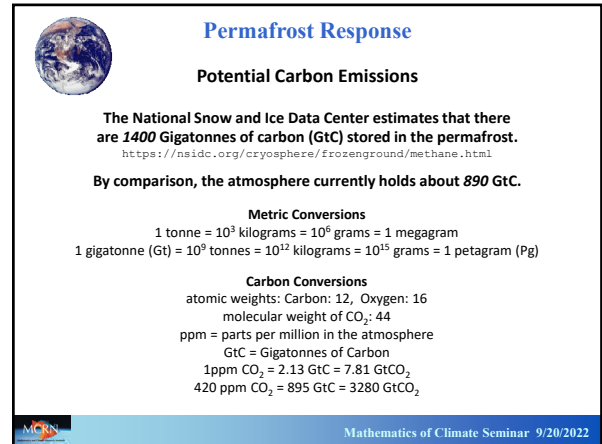 Permafrost Response
Potential Carbon Emissions
The National Snow and Ice Data Center estimates that there
are 1400 Gigatonnes of carbon (GtC) stored in the permafrost.
https://nsidc.org/cryosphere/frozenground/methane.html
By comparison, the atmosphere currently holds about 890 GtC.
Metric Conversions
1 tonne = 10³ kilograms = 10⁶ grams = 1 megagram
1 gigatonne (Gt) = 10⁹ tonnes = 10¹² kilograms = 10¹⁵ grams = 1 petagram (Pg)
Carbon Conversions
atomic weights: Carbon: 12, Oxygen: 16
molecular weight of CO₂: 44
ppm = parts per million in the atmosphere
GtC = Gigatonnes of Carbon
1ppm CO₂ = 2.13 GtC = 7.81 GtCO₂
420 ppm CO₂ = 895 GtC = 3280 GtCO₂
MCRN
Mathematics of Climate Seminar 9/20/2022